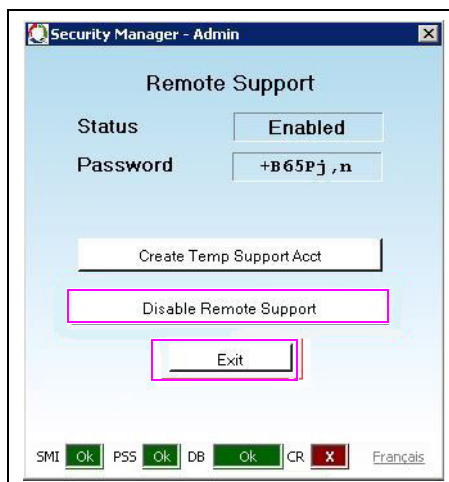 Security Manager - Admin
Remote Support
Status Enabled
Password +B65Pj,n
Create Temp Support Acct
Disable Remote Support
Exit
SMI Ok PSS Ok DB Ok CR X Français